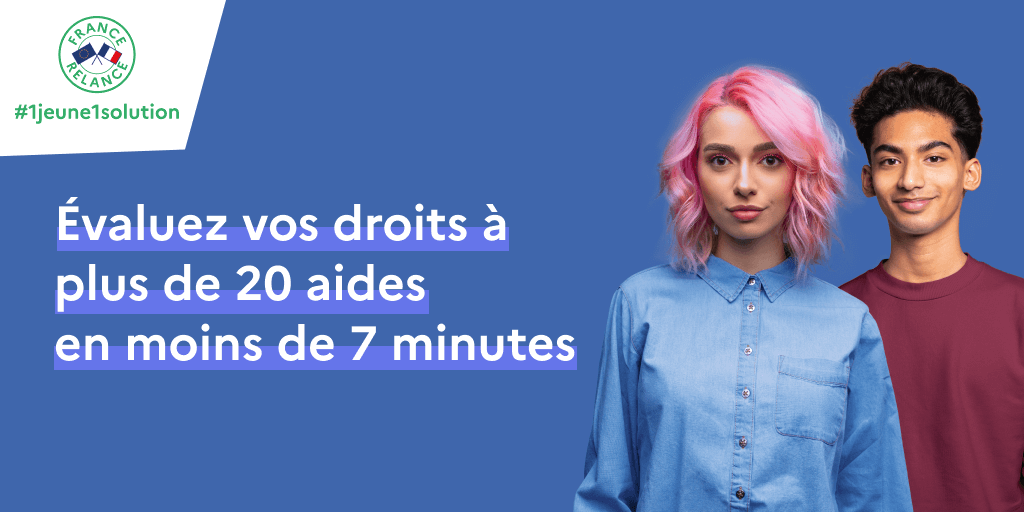 FRANCE
RELANCE
#1jeune1solution
Évaluez vos droits à
plus de 20 aides
en moins de 7 minutes